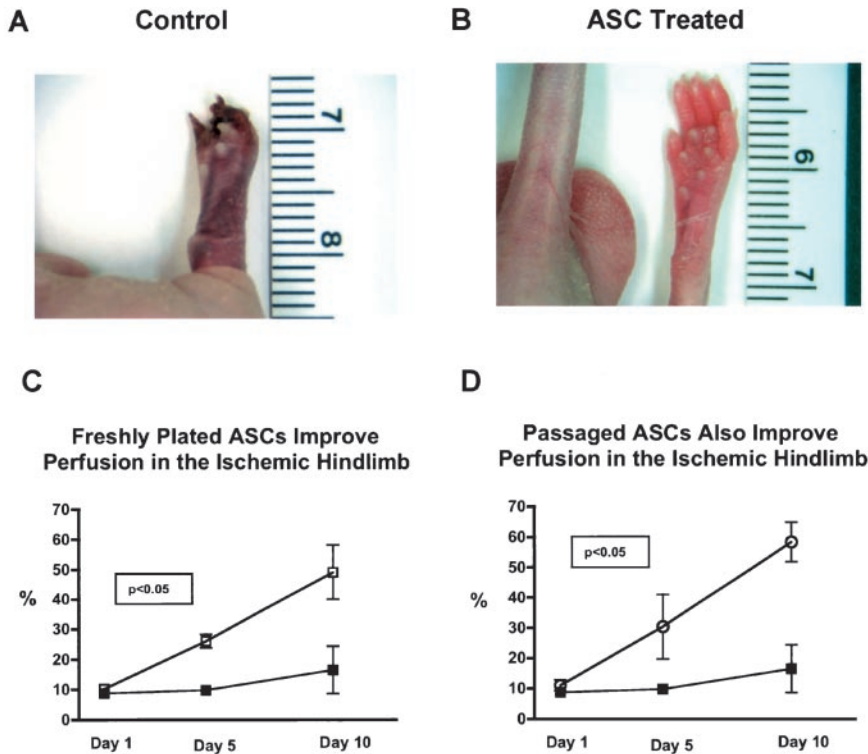 A
Control
B
ASC Treated
7
8
6
7
C
Freshly Plated ASCs Improve
Perfusion in the Ischemic Hindlimb
70
60
50
40
30
20
10
0
%
p<0.05
Day 1
Day 5
Day 10
D
Passaged ASCs Also Improve
Perfusion in the Ischemic Hindlimb
70
60
50
40
30
20
10
0
%
p<0.05
Day 1
Day 5
Day 10